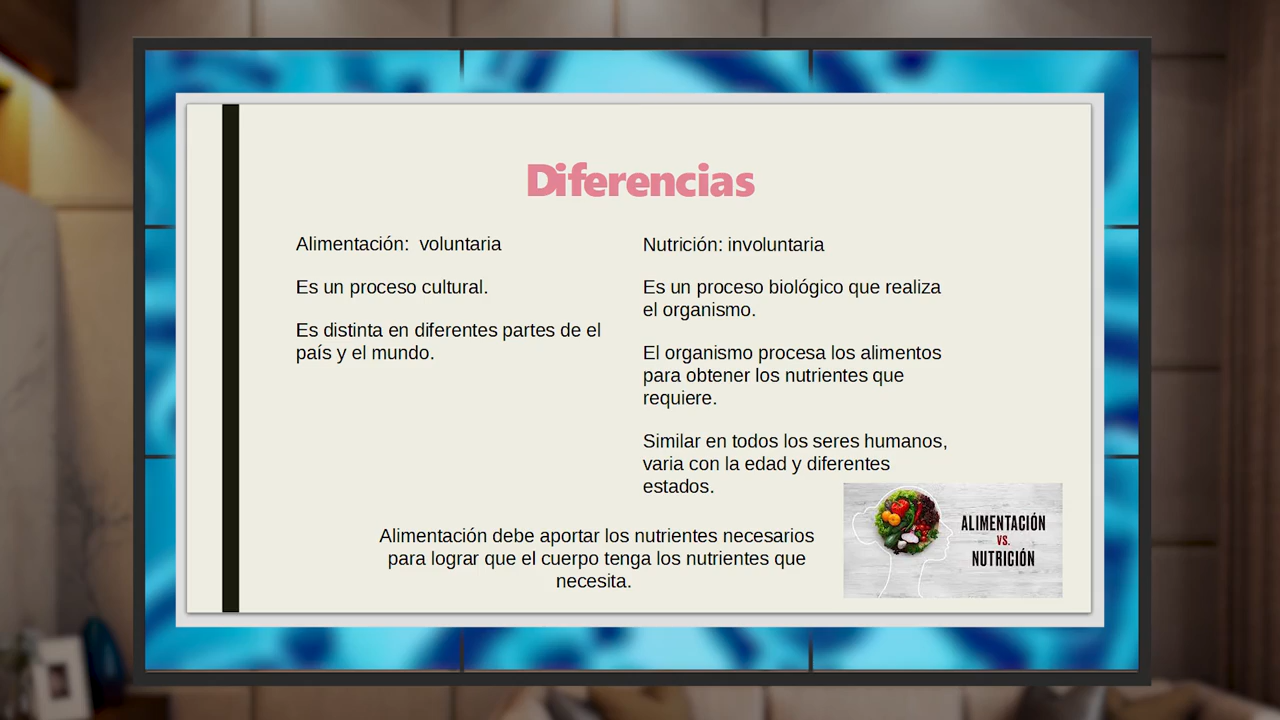 Diferencias
Alimentación:  voluntaria
Es un proceso cultural.
Es distinta en diferentes partes de el
país y el mundo.
Nutrición: involuntaria
Es un proceso biológico que realiza
el organismo.
El organismo procesa los alimentos
para obtener los nutrientes que
requiere.
Similar en todos los seres humanos,
varia con la edad y diferentes
estados.
Alimentación debe aportar los nutrientes necesarios
para lograr que el cuerpo tenga los nutrientes que
necesita.
ALIMENTACIÓN
VS.
NUTRICIÓN